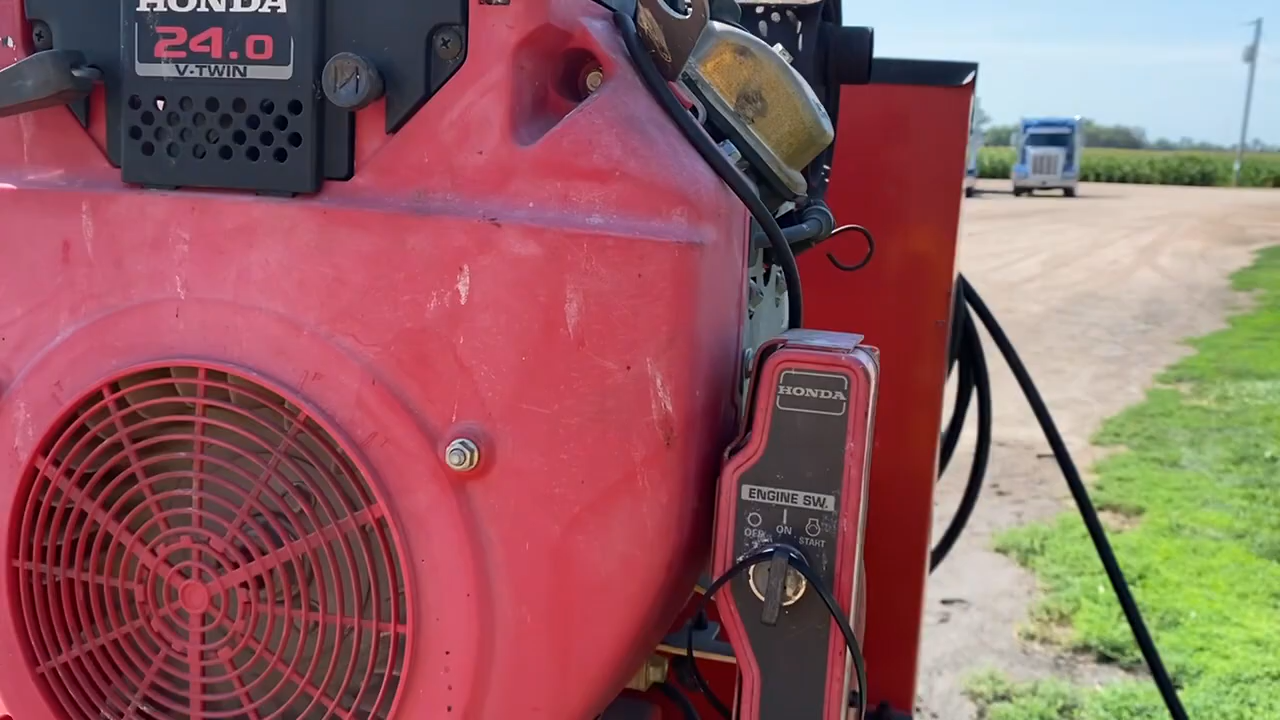 HONDA
24.0
V-TWIN
HONDA
ENGINE SW.
OFF ON START